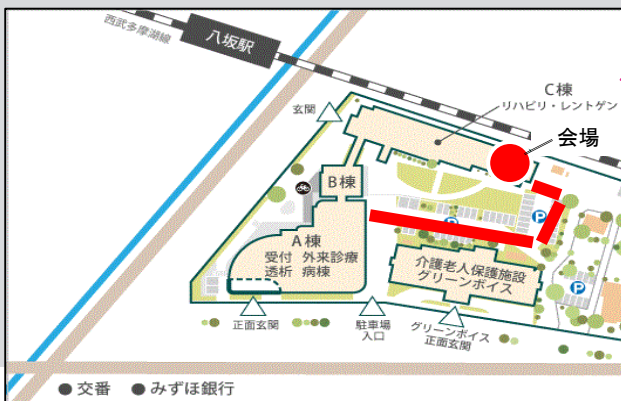 西武多摩湖線
八坂駅
C棟
リハビリ・レントゲン
玄関
会場
B棟
P
A棟
受付 外来診療
透析 病棟
P
介護老人保護施設
グリーンボイス
P
正面玄関
駐車場
入口
グリーンボイス
正面玄関
● 交番 ● みずほ銀行